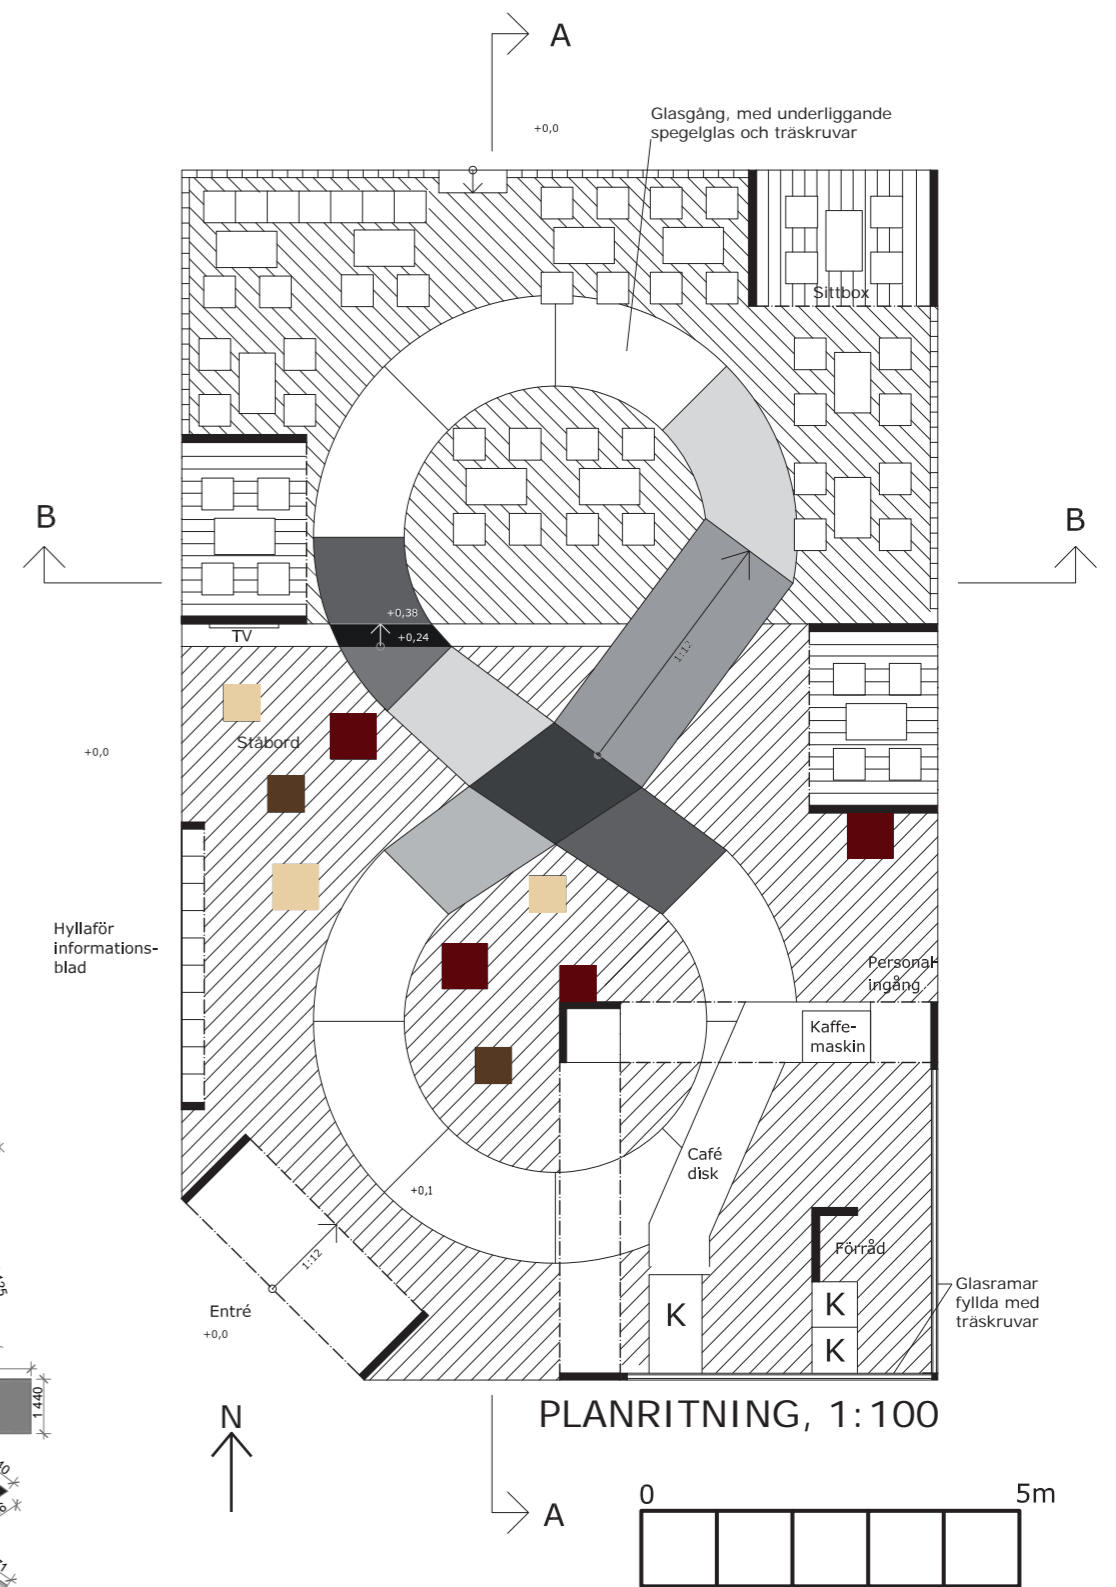 A
+0,0
Glasgång, med underliggande
spegelglas och träskruvar
Sittbox
B
B
+0,38
+0,24
TV
1:12
+0,0
Ståbord
Hyllaför
informations-
blad
Personal
ingång
Kaffe-
maskin
Café
disk
+0,1
1:12
Förråd
Entré
+0,0
K
K
K
Glasramar
fyllda med
träskruvar
PLANRITNING, 1:100
N
1 440
A
0
5m